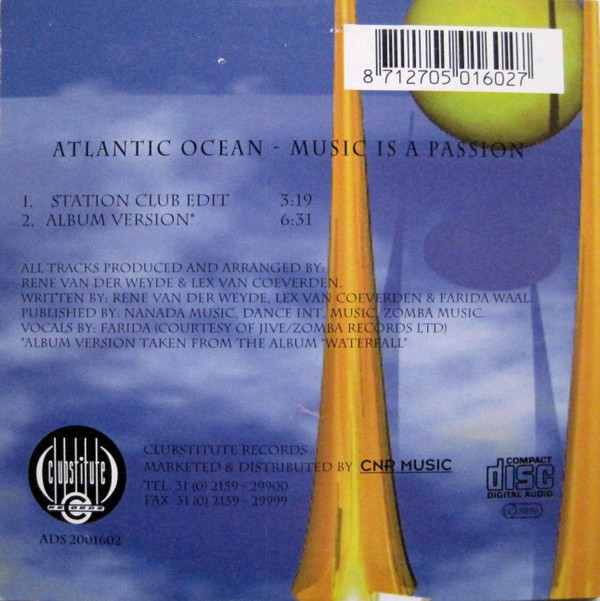 8 712705 016027
ATLANTIC OCEAN - MUSIC IS A PASSION
1. STATION CLUB EDIT 3:19
2. ALBUM VERSION* 6:31
ALL TRACKS PRODUCED AND ARRANGED BY:
RENE VAN DER WEYDE & LEX VAN COEVERDEN.
WRITTEN BY: RENE VAN DER WEYDE, LEX VAN COEVERDEN & FARIDA WAAL.
PUBLISHED BY: NANADA MUSIC, DANCE INT. MUSIC, ZOMBA MUSIC.
VOCALS BY: FARIDA (COURTESY OF JIVE/ZOMBA RECORDS LTD)
*ALBUM VERSION TAKEN FROM THE ALBUM "WATERFALL"
clubstitute
RECORDS
CLUBSTITUTE RECORDS
MARKETED & DISTRIBUTED BY CNR MUSIC
TEL 31 (0) 2159 - 29900
FAX 31 (0) 2159 - 29999
ADS 2001602
COMPACT
disc
DIGITAL AUDIO